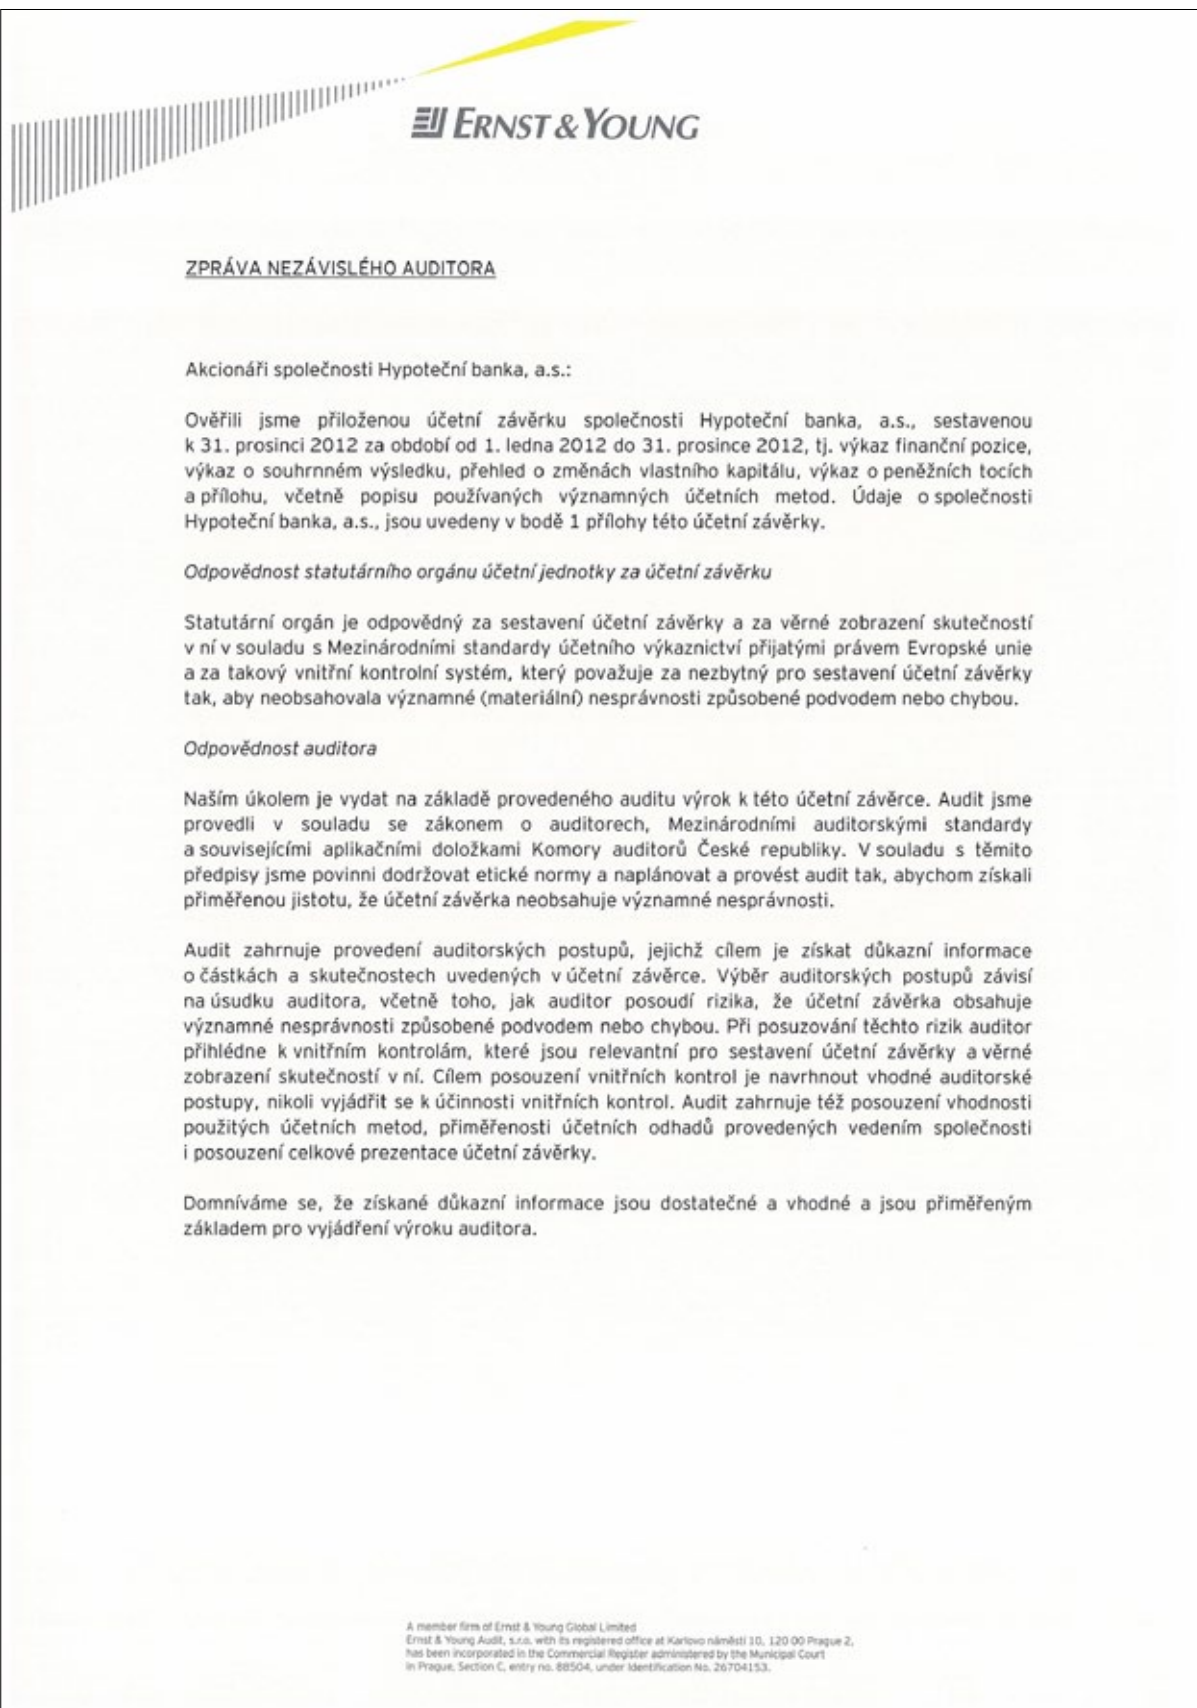 ERNST & YOUNG
ZPRÁVA NEZÁVISLÉHO AUDITORA
Akcionáři společnosti Hypoteční banka, a.s.:
Ověřili jsme přiloženou účetní závěrku společnosti Hypoteční banka, a.s., sestavenou
k 31. prosinci 2012 za období od 1. ledna 2012 do 31. prosince 2012, tj. výkaz finanční pozice,
výkaz o souhrnném výsledku, přehled o změnách vlastního kapitálu, výkaz o peněžních tocích
a přílohu, včetně popisu používaných významných účetních metod. Údaje o společnosti
Hypoteční banka, a.s., jsou uvedeny v bodě 1 přílohy této účetní závěrky.
Odpovědnost statutárního orgánu účetní jednotky za účetní závěrku
Statutární orgán je odpovědný za sestavení účetní závěrky a za věrné zobrazení skutečností
v ní v souladu s Mezinárodními standardy účetního výkaznictví přijatými právem Evropské unie
a za takový vnitřní kontrolní systém, který považuje za nezbytný pro sestavení účetní závěrky
tak, aby neobsahovala významné (materiální) nesprávnosti způsobené podvodem nebo chybou.
Odpovědnost auditora
Naším úkolem je vydat na základě provedeného auditu výrok k této účetní závěrce. Audit jsme
provedli v souladu se zákonem o auditorech, Mezinárodními auditorskými standardy
a souvisejícími aplikačními doložkami Komory auditorů České republiky. V souladu s těmito
předpisy jsme povinni dodržovat etické normy a naplánovat a provést audit tak, abychom získali
přiměřenou jistotu, že účetní závěrka neobsahuje významné nesprávnosti.
Audit zahrnuje provedení auditorských postupů, jejichž cílem je získat důkazní informace
o částkách a skutečnostech uvedených v účetní závěrce. Výběr auditorských postupů závisí
na úsudku auditora, včetně toho, jak auditor posoudí rizika, že účetní závěrka obsahuje
významné nesprávnosti způsobené podvodem nebo chybou. Při posuzování těchto rizik auditor
přihlédne k vnitřním kontrolám, které jsou relevantní pro sestavení účetní závěrky a věrné
zobrazení skutečností v ní. Cílem posouzení vnitřních kontrol je navrhnout vhodné auditorské
postupy, nikoli vyjádřit se k účinnosti vnitřních kontrol. Audit zahrnuje též posouzení vhodnosti
použitých účetních metod, přiměřenosti účetních odhadů provedených vedením společnosti
i posouzení celkové prezentace účetní závěrky.
Domníváme se, že získané důkazní informace jsou dostatečné a vhodné a jsou přiměřeným
základem pro vyjádření výroku auditora.
A member firm of Ernst & Young Global Limited
Ernst & Young Audit, s.r.o. with its registered office at Karlovo náměstí 10, 120 00 Prague 2,
has been incorporated in the Commercial Register administered by the Municipal Court
in Prague, Section C, entry no. 88504, under Identification No. 26704153.